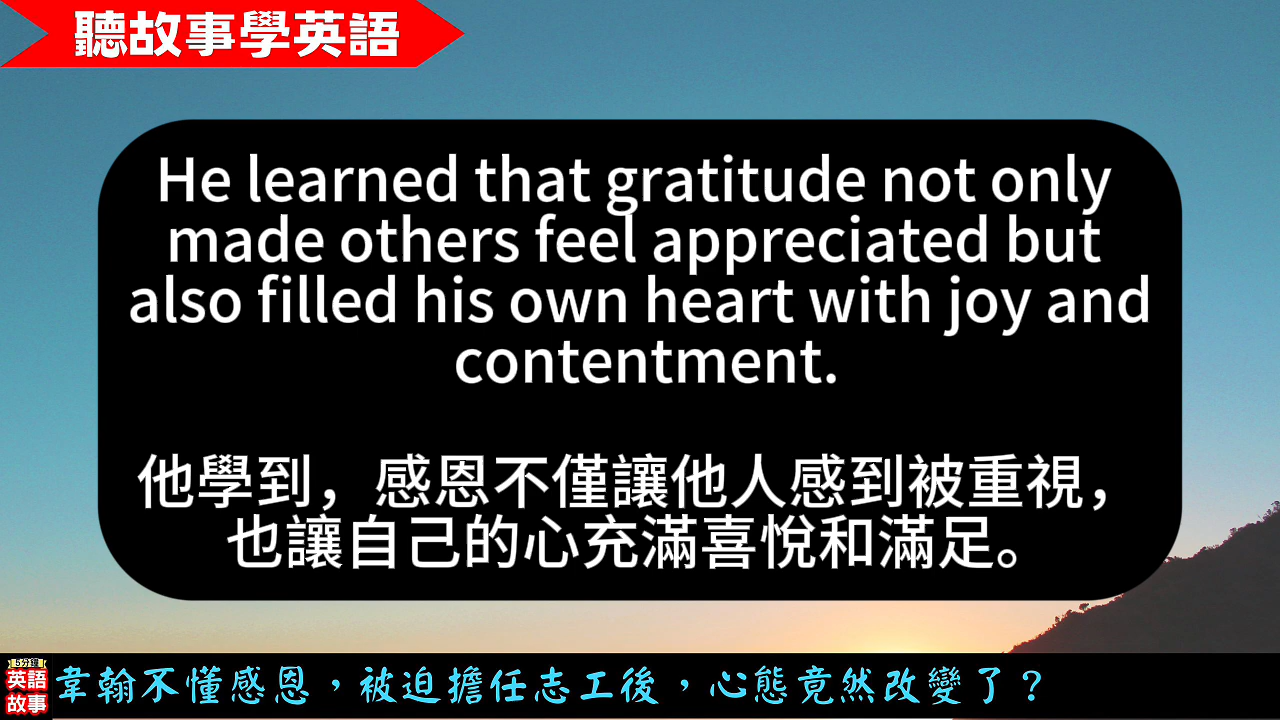 聽故事學英語
He learned that gratitude not only
made others feel appreciated but
also filled his own heart with joy and
contentment.
他學到，感恩不僅讓他人感到被重視，
也讓自己的心充滿喜悅和滿足。
5分鐘
英語
故事
韋翰不懂感恩，被迫擔任志工後，心態竟然改變了？